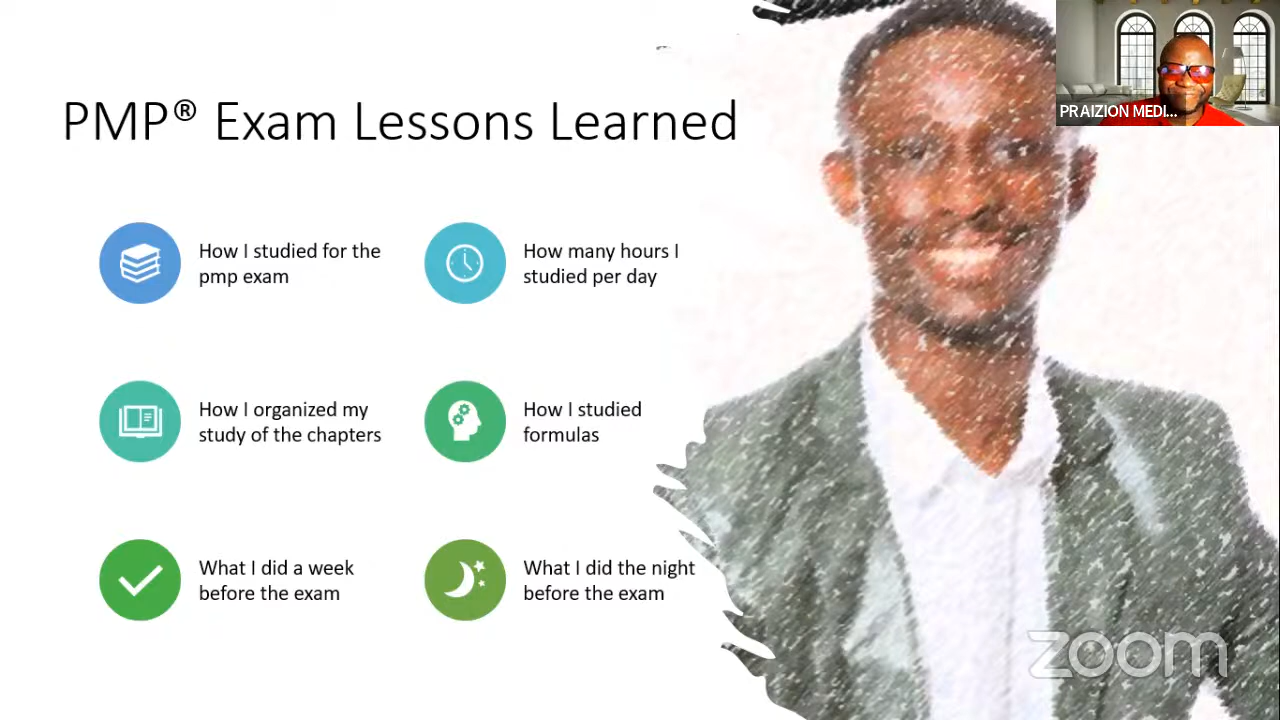 PRAIZION MEDI...
PMP® Exam Lessons Learned
How I studied for the
pmp exam
How many hours I
studied per day
How I organized my
study of the chapters
How I studied
formulas
What I did a week
before the exam
What I did the night
before the exam
zoom